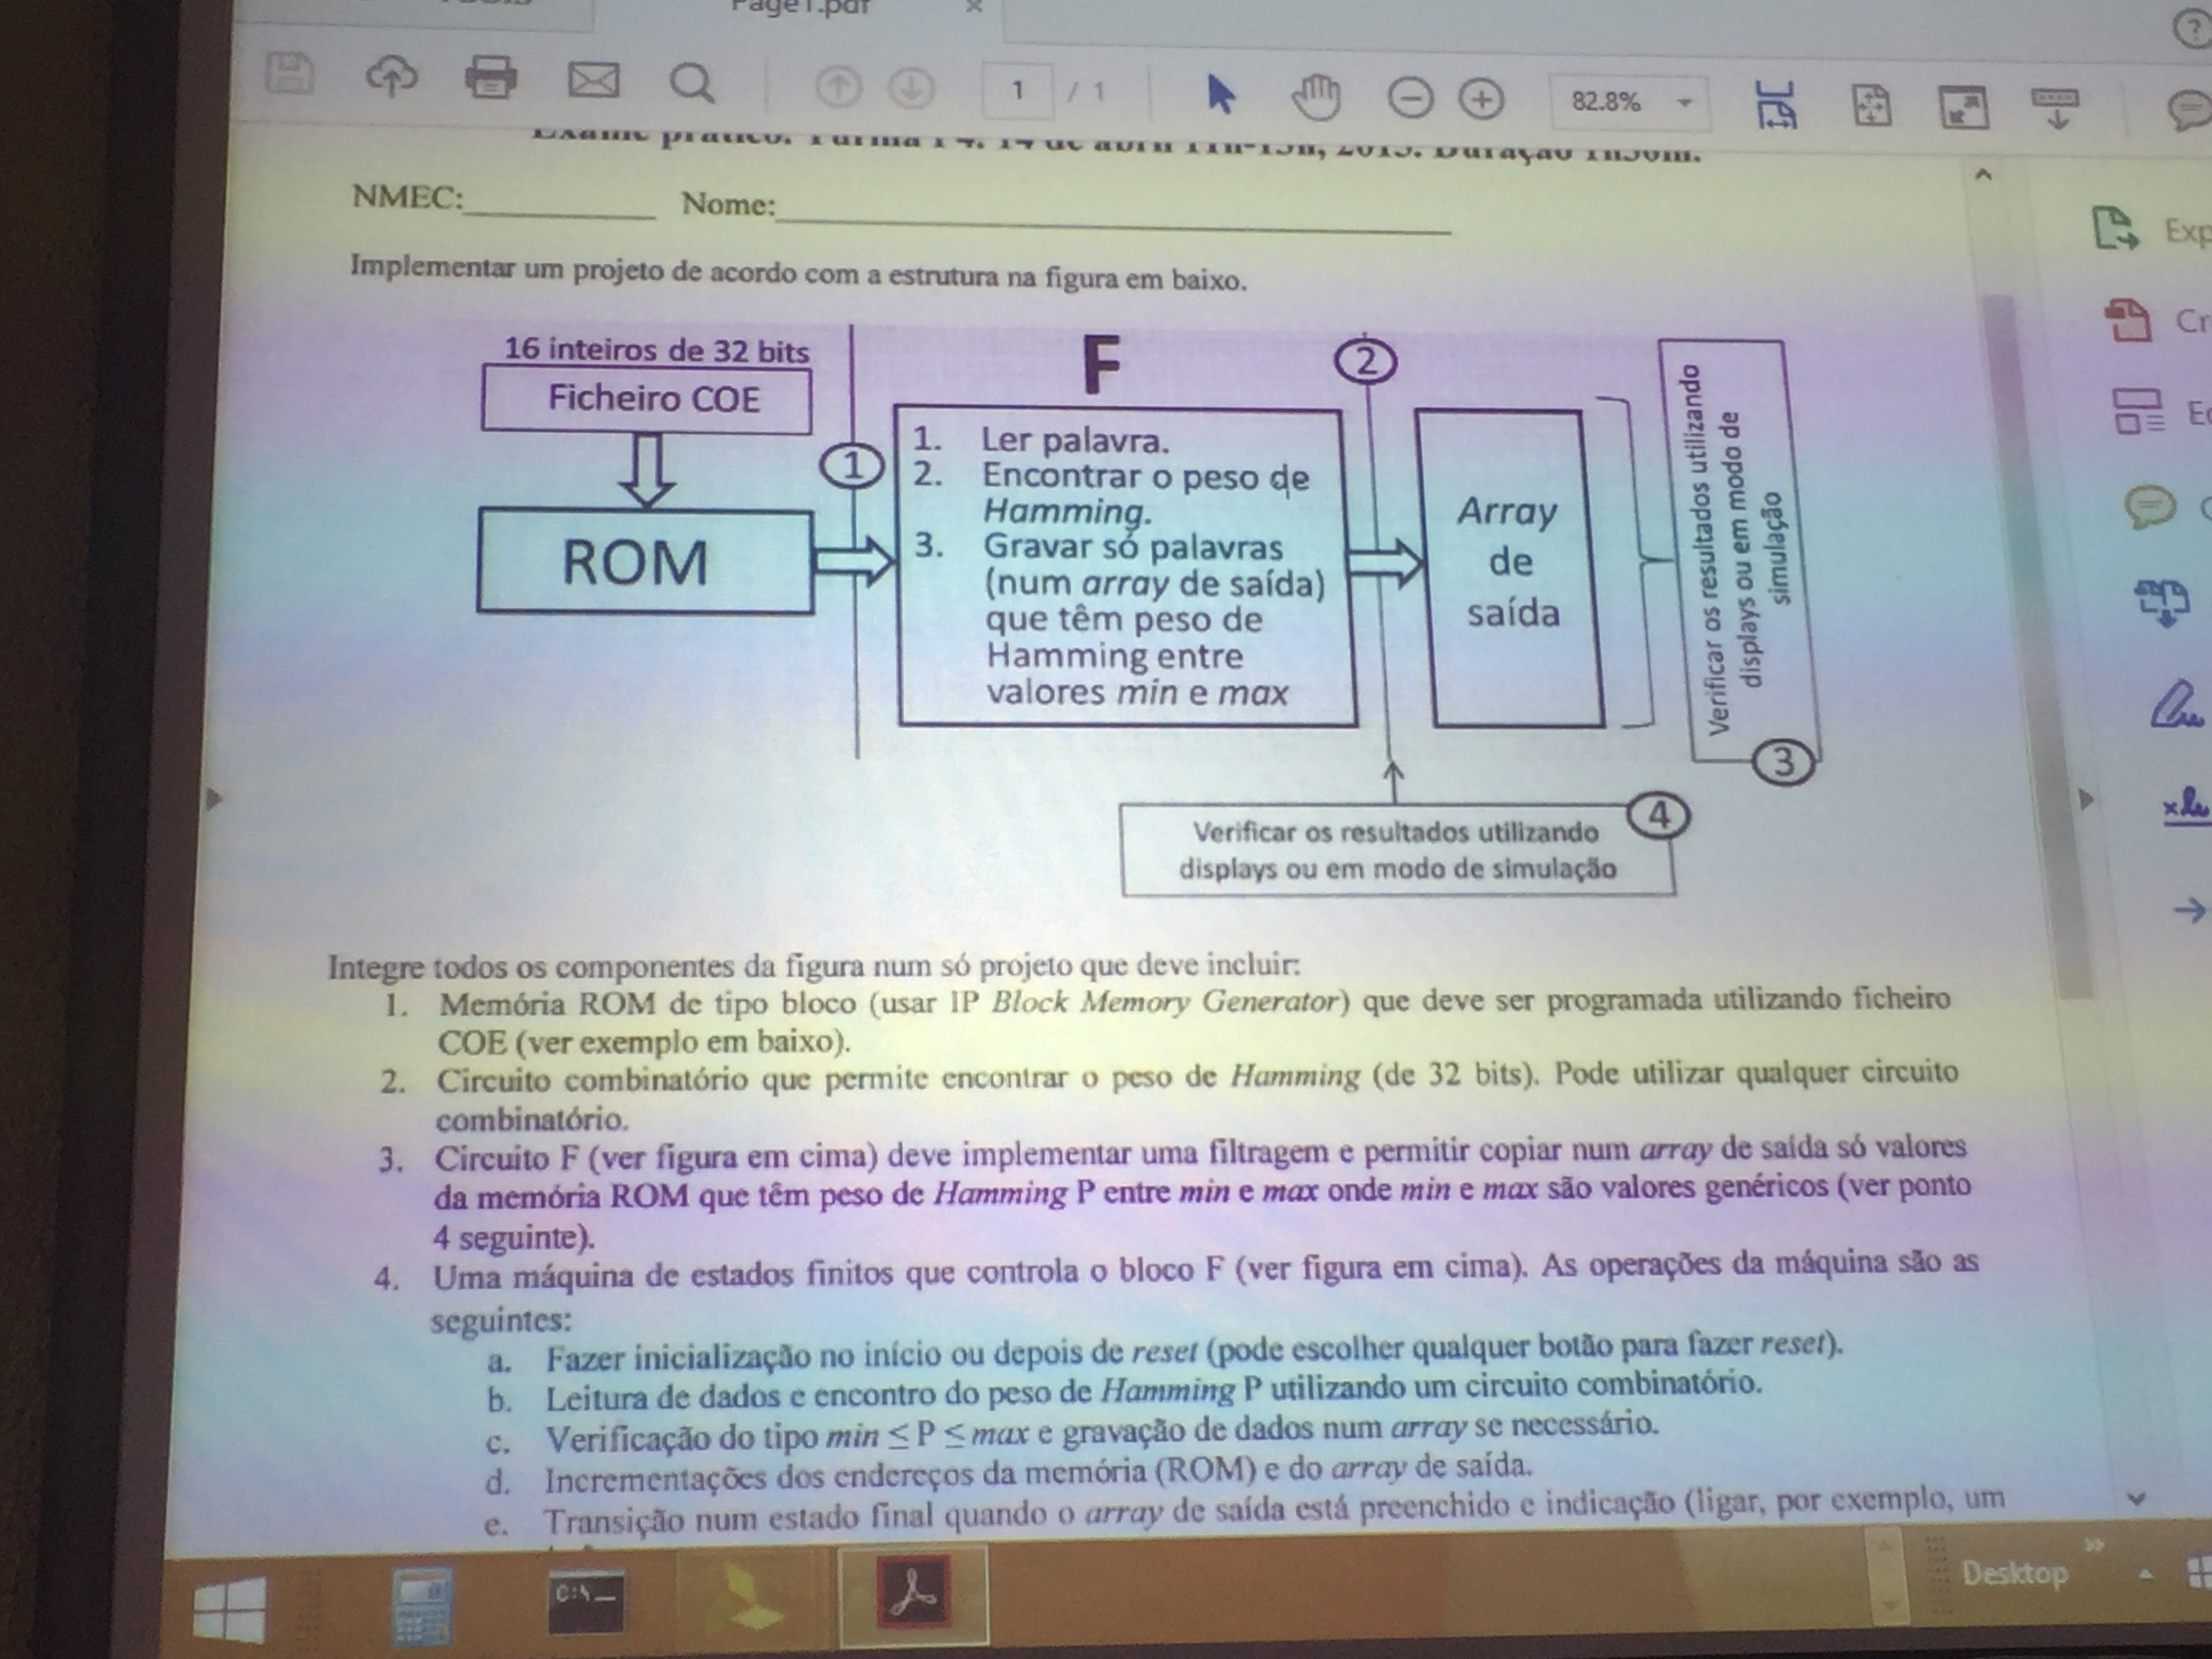 Page1.pdf
1 / 1
82.8%
Exame prático. Turma P4. 14 de abril 11h-13h, 2015. Duração 1h30m.
NMEC: Nome:
Implementar um projeto de acordo com a estrutura na figura em baixo.
16 inteiros de 32 bits
Ficheiro COE
ROM
1
F
1. Ler palavra.
2. Encontrar o peso de
Hamming.
3. Gravar só palavras
(num array de saída)
que têm peso de
Hamming entre
valores min e max
2
Array
de
saída
Verificar os resultados utilizando
displays ou em modo de
simulação
3
4
Verificar os resultados utilizando
displays ou em modo de simulação
Integre todos os componentes da figura num só projeto que deve incluir:
1. Memória ROM de tipo bloco (usar IP Block Memory Generator) que deve ser programada utilizando ficheiro
COE (ver exemplo em baixo).
2. Circuito combinatório que permite encontrar o peso de Hamming (de 32 bits). Pode utilizar qualquer circuito
combinatório.
3. Circuito F (ver figura em cima) deve implementar uma filtragem e permitir copiar num array de saída só valores
da memória ROM que têm peso de Hamming P entre min e max onde min e max são valores genéricos (ver ponto
4 seguinte).
4. Uma máquina de estados finitos que controla o bloco F (ver figura em cima). As operações da máquina são as
seguintes:
a. Fazer inicialização no início ou depois de reset (pode escolher qualquer botão para fazer reset).
b. Leitura de dados e encontro do peso de Hamming P utilizando um circuito combinatório.
c. Verificação do tipo min ≤ P ≤ max e gravação de dados num array se necessário.
d. Incrementações dos endereços da memória (ROM) e do array de saída.
e. Transição num estado final quando o array de saída está preenchido e indicação (ligar, por exemplo, um
Exp
Cr
C:\
Desktop